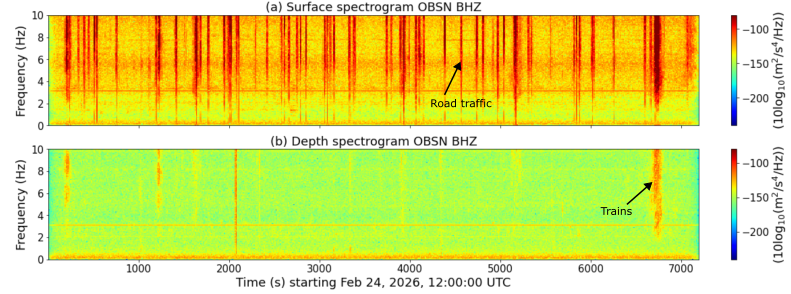 (a) Surface spectrogram OBSN BHZ
10
8
6
4
2
0
Frequency (Hz)
Road traffic
−100
−150
−200
(10log10(m²/s⁴/Hz))
(b) Depth spectrogram OBSN BHZ
10
8
6
4
2
0
Frequency (Hz)
Trains
−100
−150
−200
(10log10(m²/s⁴/Hz))
1000 2000 3000 4000 5000 6000 7000
Time (s) starting Feb 24, 2026, 12:00:00 UTC